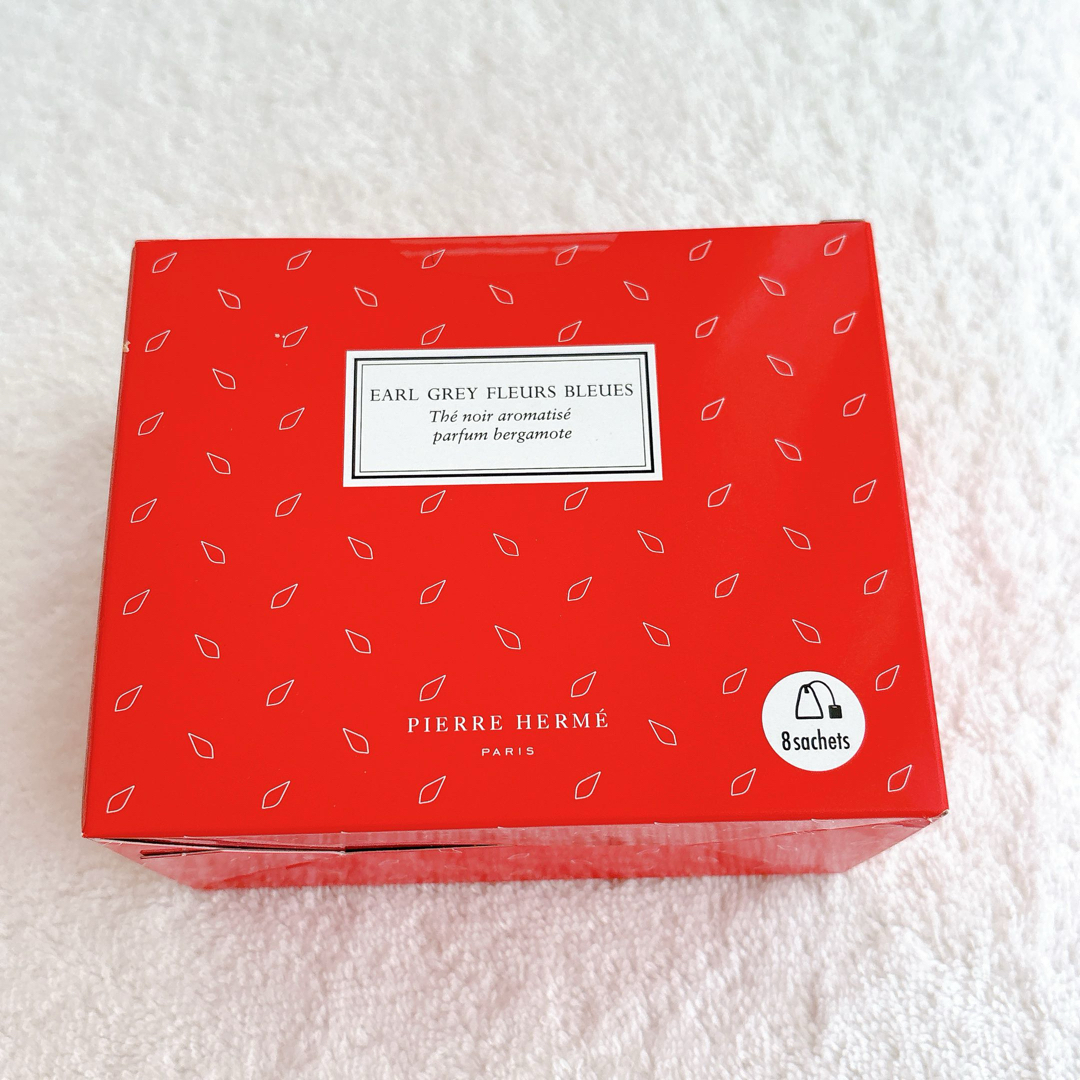 EARL GREY FLEURS BLEUES
Thé noir aromatisé
parfum bergamote
PIERRE HERMÉ
PARIS
8 sachets